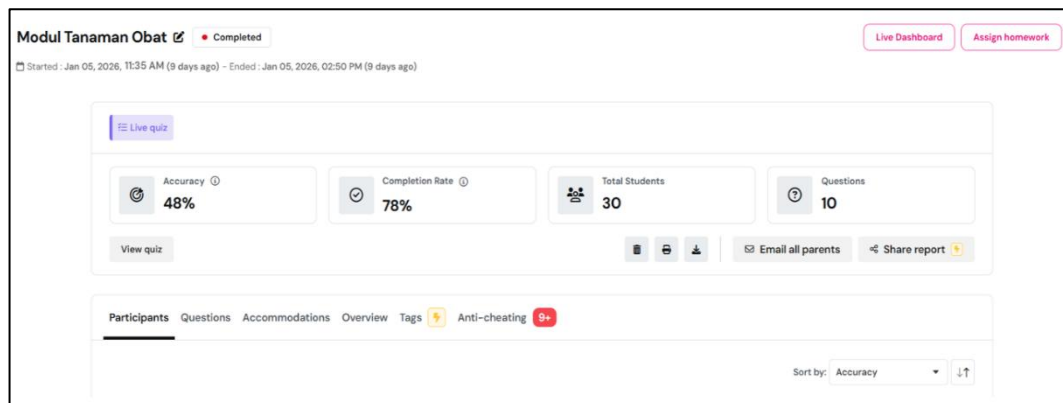 Modul Tanaman Obat Completed
Live Dashboard Assign homework
Started : Jan 05, 2026, 11:35 AM (9 days ago) - Ended : Jan 05, 2026, 02:50 PM (9 days ago)
Live quiz
Accuracy
48%
Completion Rate
78%
Total Students
30
Questions
10
View quiz
Email all parents Share report
Participants Questions Accommodations Overview Tags Anti-cheating 9+
Sort by: Accuracy